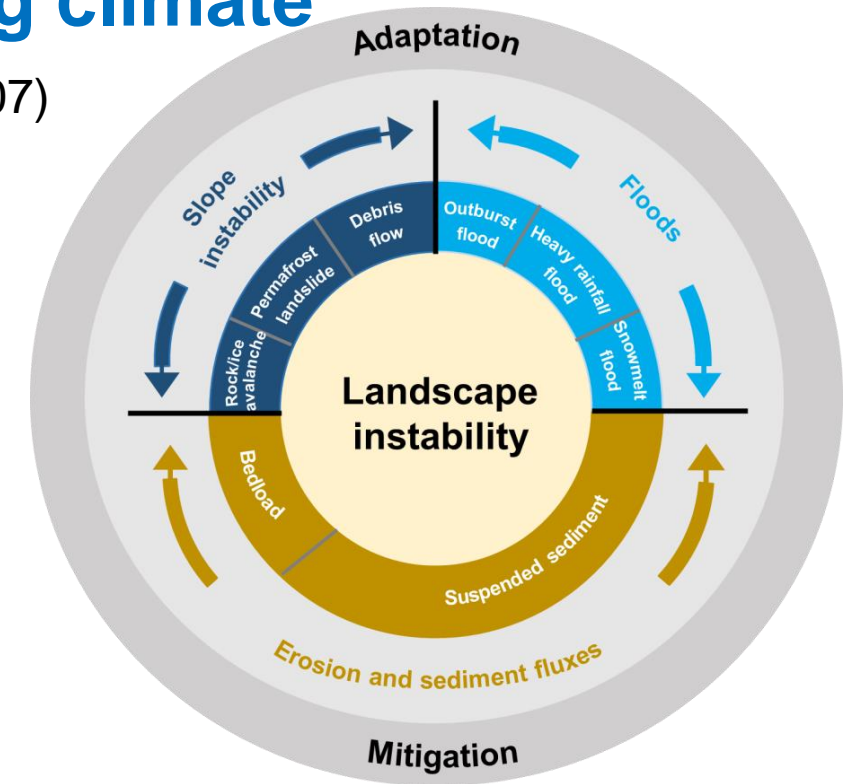 g climate
07)
Adaptation
Slope
instability
Floods
Debris
flow
Outburst
flood
Permafrost
landslide
Heavy rainfall
flood
Rock/ice
avalanche
Snowmelt
flood
Landscape
instability
Bedload
Suspended sediment
Erosion and sediment fluxes
Mitigation